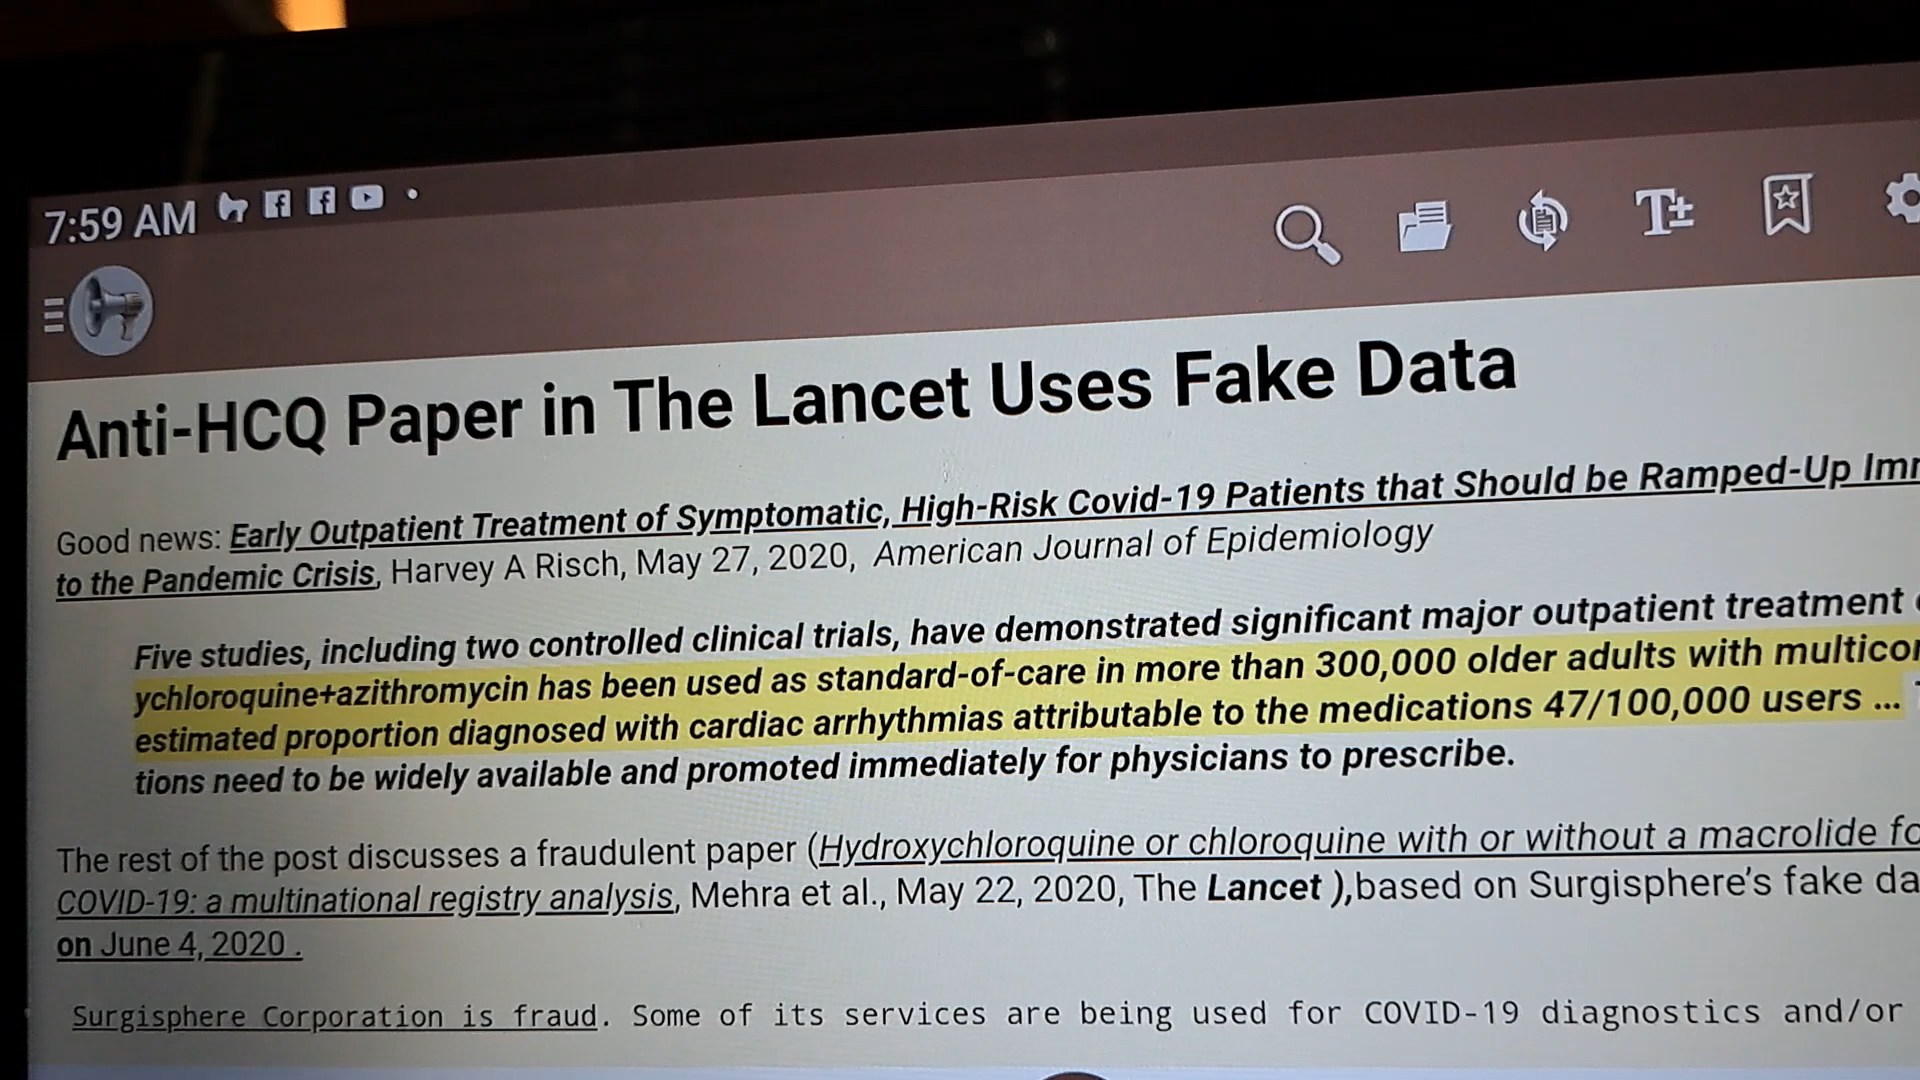 7:59 AM
Anti-HCQ Paper in The Lancet Uses Fake Data
Good news: Early Outpatient Treatment of Symptomatic, High-Risk Covid-19 Patients that Should be Ramped-Up
to the Pandemic Crisis, Harvey A Risch, May 27, 2020, American Journal of Epidemiology
Five studies, including two controlled clinical trials, have demonstrated significant major outpatient treatment
ychloroquine+azithromycin has been used as standard-of-care in more than 300,000 older adults with
estimated proportion diagnosed with cardiac arrhythmias attributable to the medications 47/100,000 users ...
tions need to be widely available and promoted immediately for physicians to prescribe.
The rest of the post discusses a fraudulent paper (Hydroxychloroquine or chloroquine with or without a macrolide
COVID-19: a multinational registry analysis, Mehra et al., May 22, 2020, The Lancet ),based on Surgisphere's fake
on June 4, 2020 .
Surgisphere Corporation is fraud. Some of its services are being used for COVID-19 diagnostics and/or